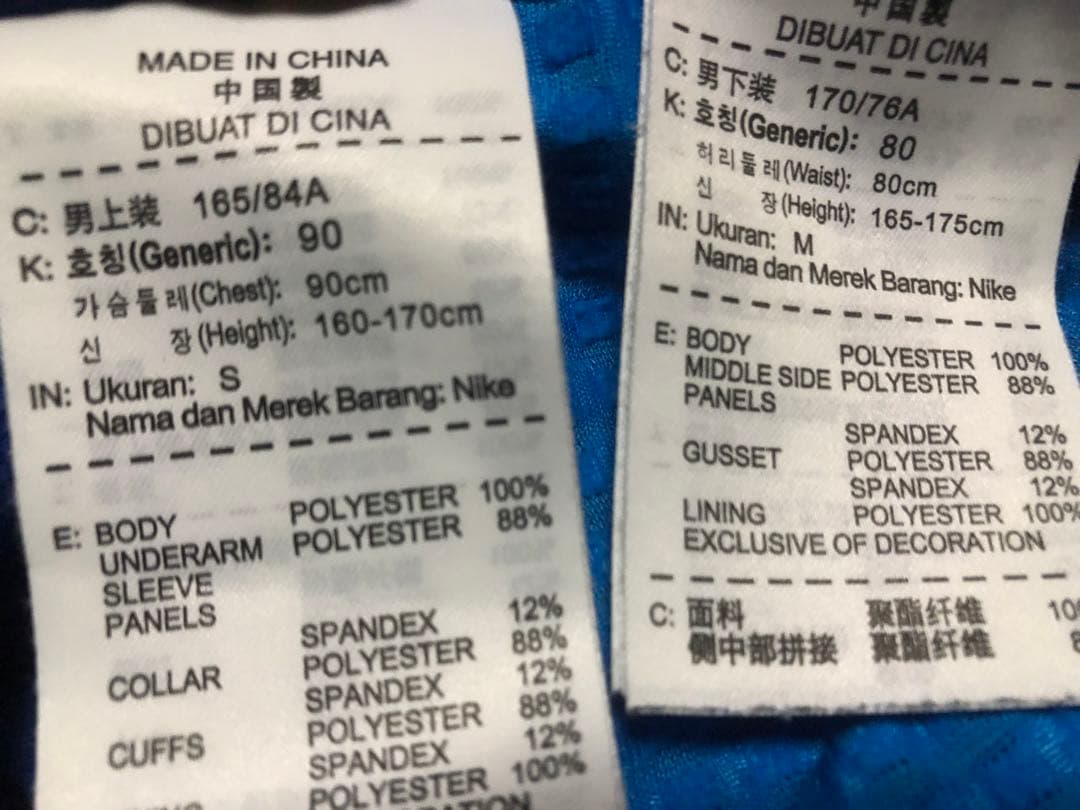 MADE IN CHINA
中国製
DIBUAT DI CINA
C: 男上装 165/84A
K: 호칭(Generic): 90
가슴둘레(Chest): 90cm
신 장(Height): 160-170cm
IN: Ukuran: S
Nama dan Merek Barang: Nike
E: BODY POLYESTER 100%
UNDERARM POLYESTER 88%
SLEEVE
PANELS
SPANDEX 12%
COLLAR POLYESTER 88%
SPANDEX 12%
CUFFS POLYESTER 88%
SPANDEX 12%
POLYESTER 100%
中国製
DIBUAT DI CINA
C: 男下装 170/76A
K: 호칭(Generic): 80
허리둘레(Waist): 80cm
신 장(Height): 165-175cm
IN: Ukuran: M
Nama dan Merek Barang: Nike
E: BODY POLYESTER 100%
MIDDLE SIDE POLYESTER 88%
PANELS
SPANDEX 12%
GUSSET POLYESTER 88%
SPANDEX 12%
LINING POLYESTER 100%
EXCLUSIVE OF DECORATION
C: 面料 聚酯纤维 10
侧中部拼接 聚酯纤维